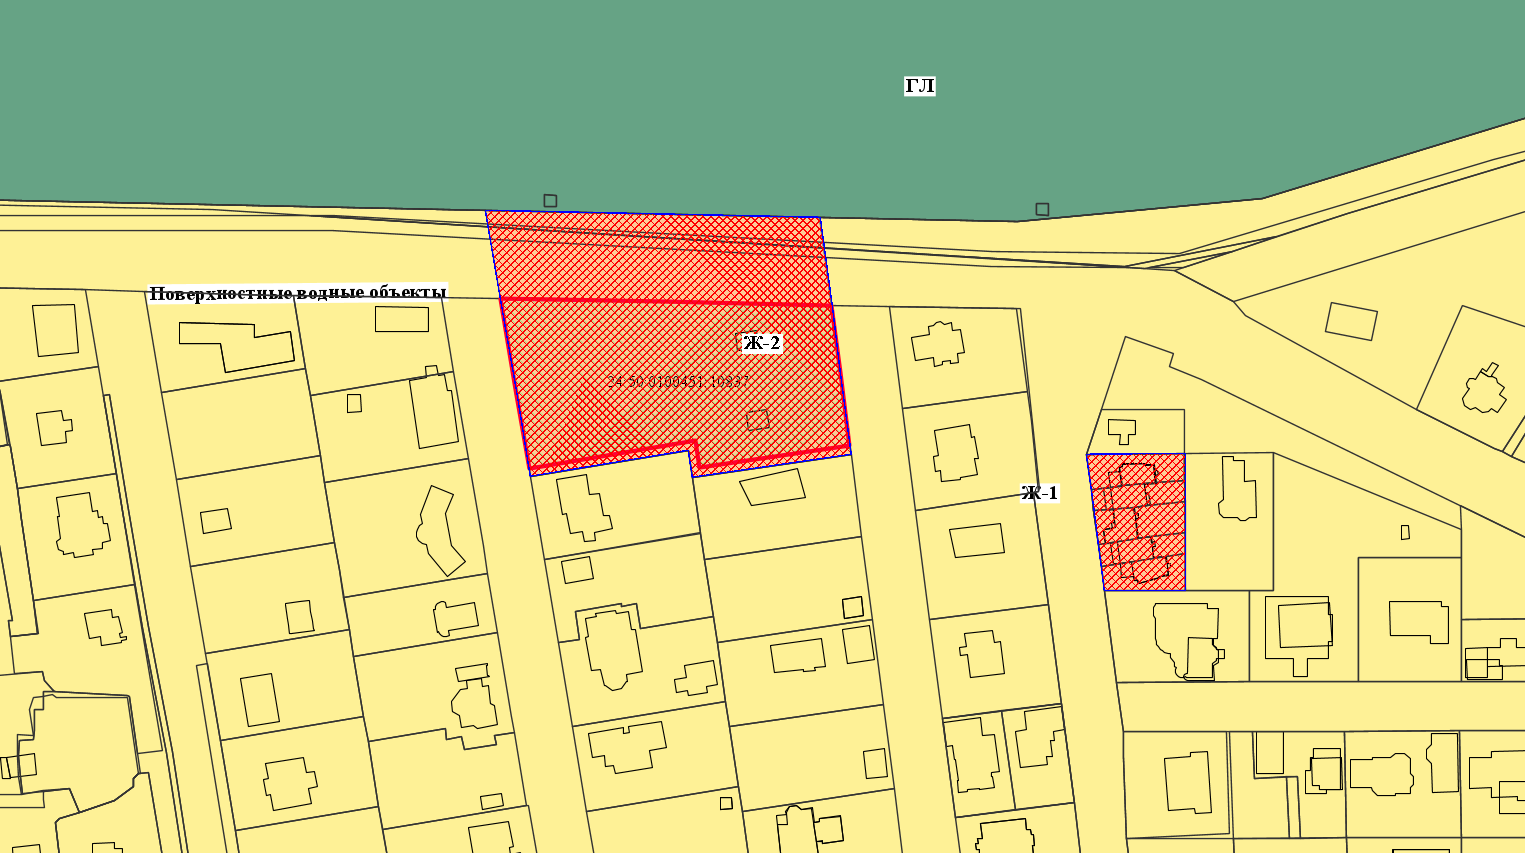 ГЛ
Поверхностные водные объекты
Ж-2
24:50:0100451:10837
Ж-1